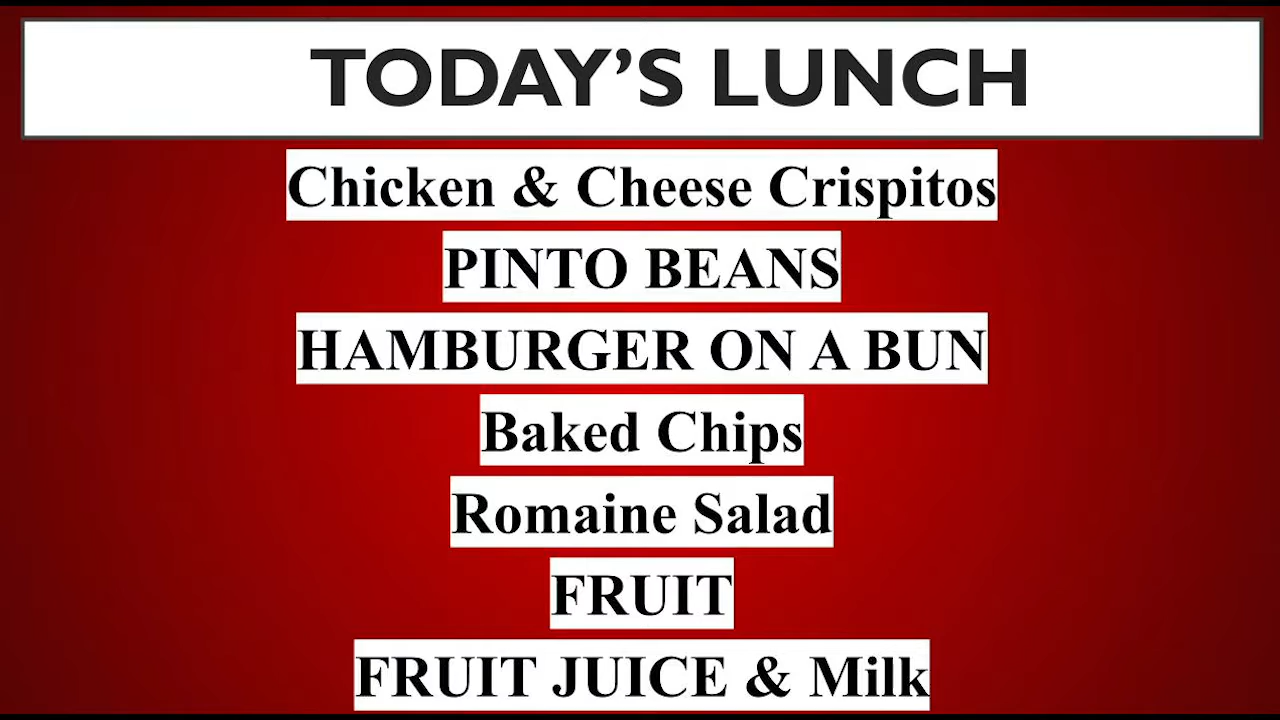 TODAY’S LUNCH
Chicken & Cheese Crispitos
PINTO BEANS
HAMBURGER ON A BUN
Baked Chips
Romaine Salad
FRUIT
FRUIT JUICE & Milk